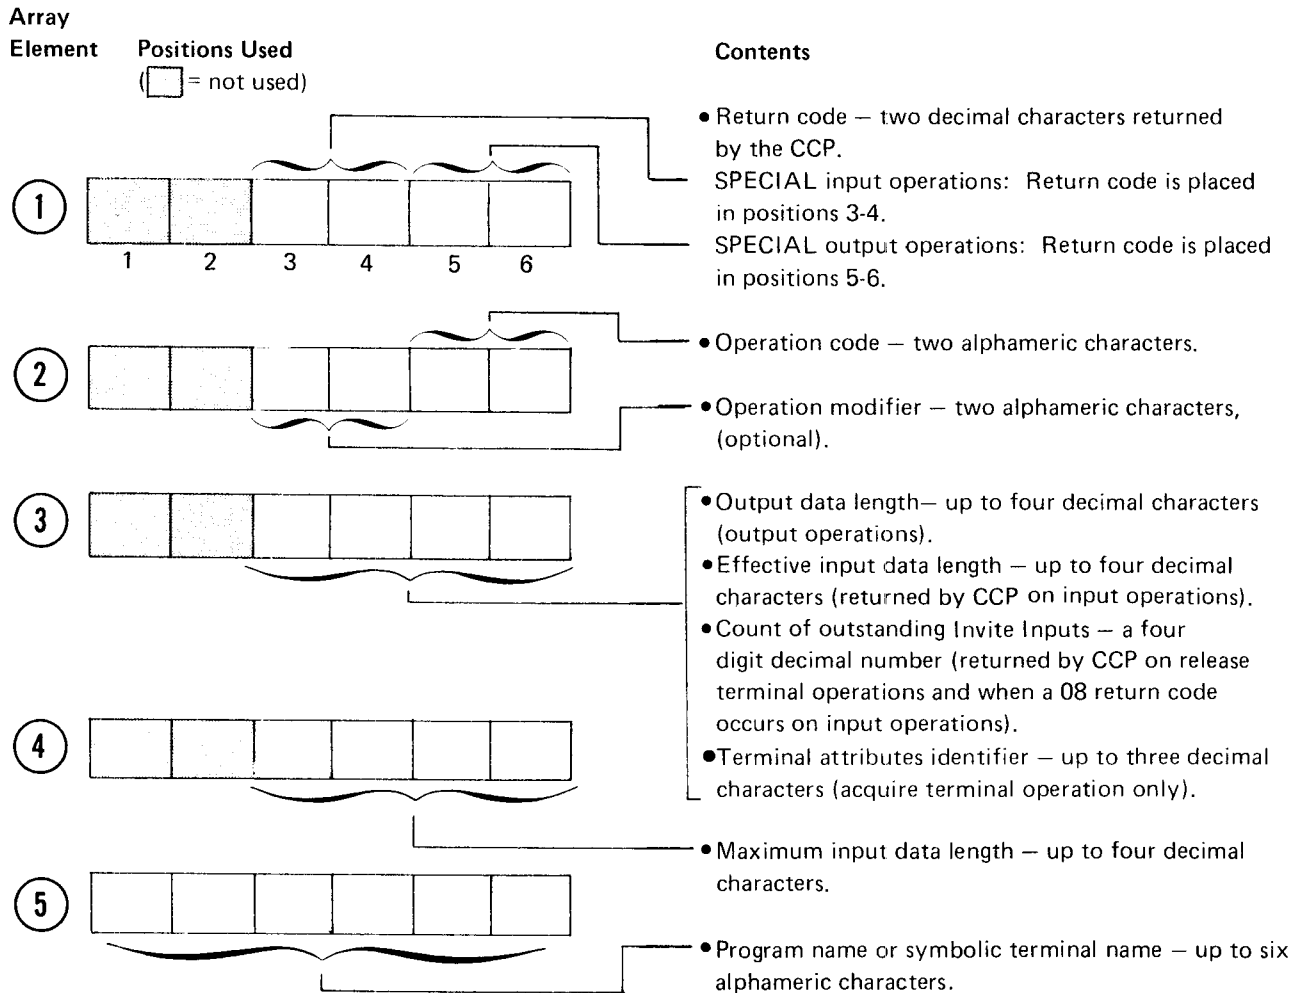 Array
Element Positions Used Contents
( = not used)
• Return code — two decimal characters returned
by the CCP.
SPECIAL input operations: Return code is placed
in positions 3-4.
SPECIAL output operations: Return code is placed
in positions 5-6.
1
1 2 3 4 5 6
• Operation code — two alphameric characters.
2
• Operation modifier — two alphameric characters,
(optional).
3
• Output data length— up to four decimal characters
(output operations).
• Effective input data length — up to four decimal
characters (returned by CCP on input operations).
• Count of outstanding Invite Inputs — a four
digit decimal number (returned by CCP on release
terminal operations and when a 08 return code
occurs on input operations).
4
• Terminal attributes identifier — up to three decimal
characters (acquire terminal operation only).
• Maximum input data length — up to four decimal
characters.
5
• Program name or symbolic terminal name — up to six
alphameric characters.